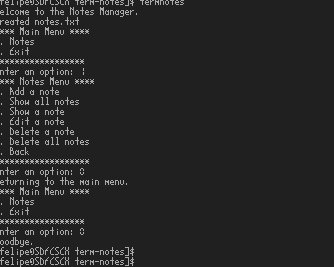 felipe@SbfCSCX term-notes]$ termnotes
elcome to the Notes Manager.
reated notes.txt
*** Main Menu ****
. Notes
. Exit
*****************
nter an option: 1
*** Notes Menu ****
. Add a note
. Show all notes
. Show a note
. Edit a note
. Delete a note
. Delete all notes
. Back
*****************
nter an option: 0
eturning to the main menu.
*** Main Menu ****
. Notes
. Exit
*****************
nter an option: 0
oodbye.
felipe@SbfCSCX term-notes]$
felipe@SbfCSCX term-notes]$